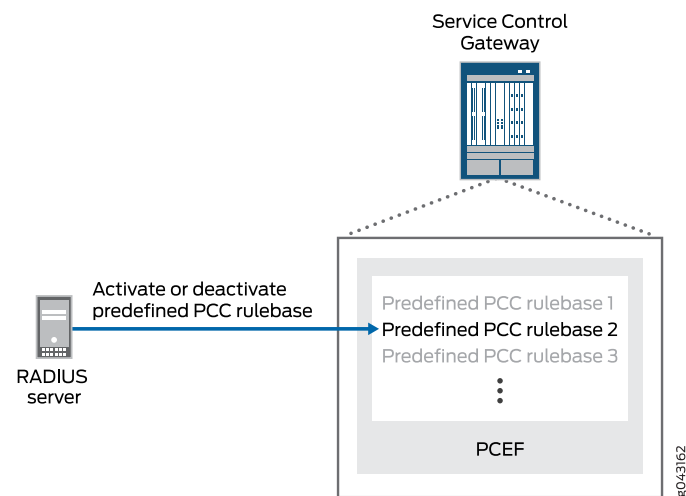 Service Control
Gateway
Activate or deactivate
predefined PCC rulebase
RADIUS
server
Predefined PCC rulebase 1
Predefined PCC rulebase 2
Predefined PCC rulebase 3
PCEF